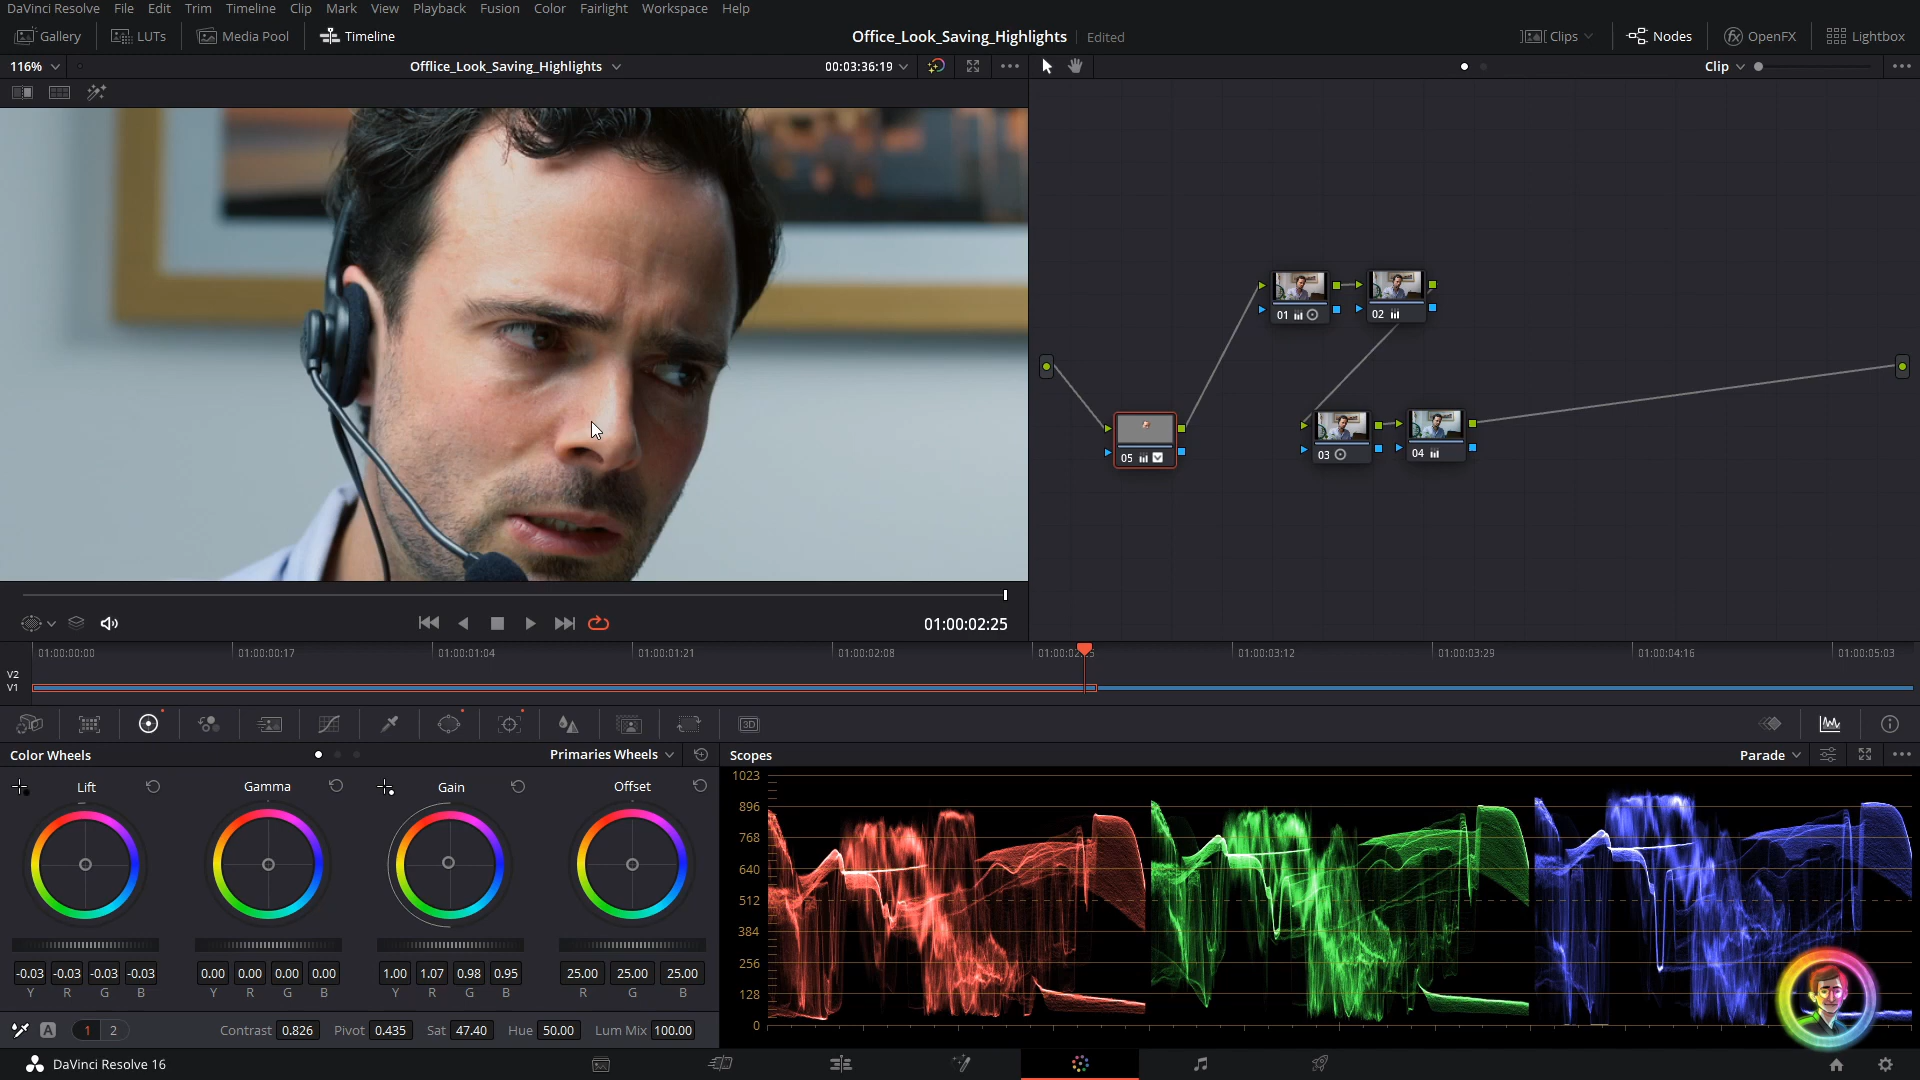 DaVinci Resolve File Edit Trim Timeline Clip Mark View Playback Fusion Color Fairlight Workspace Help
Gallery LUTs Media Pool Timeline Office_Look_Saving_Highlights Edited Clips Nodes OpenFX Lightbox
116% Offlice_Look_Saving_Highlights 00:03:36:19 Clip
01 02
05 03 04
01:00:02:25
01:00:00:00 01:00:00:17 01:00:01:04 01:00:01:21 01:00:02:08 01:00:03:12 01:00:03:29 01:00:04:16 01:00:05:03
V2
V1
3D
Color Wheels Primaries Wheels Scopes Parade
Lift Gamma Gain Offset
1023
896
768
640
512
384
256
128
0
-0.03 -0.03 -0.03 -0.03 0.00 0.00 0.00 0.00 1.00 1.07 0.98 0.95 25.00 25.00 25.00
Y R G B Y R G B Y R G B R G B
A 1 2 Contrast 0.826 Pivot 0.435 Sat 47.40 Hue 50.00 Lum Mix 100.00
DaVinci Resolve 16